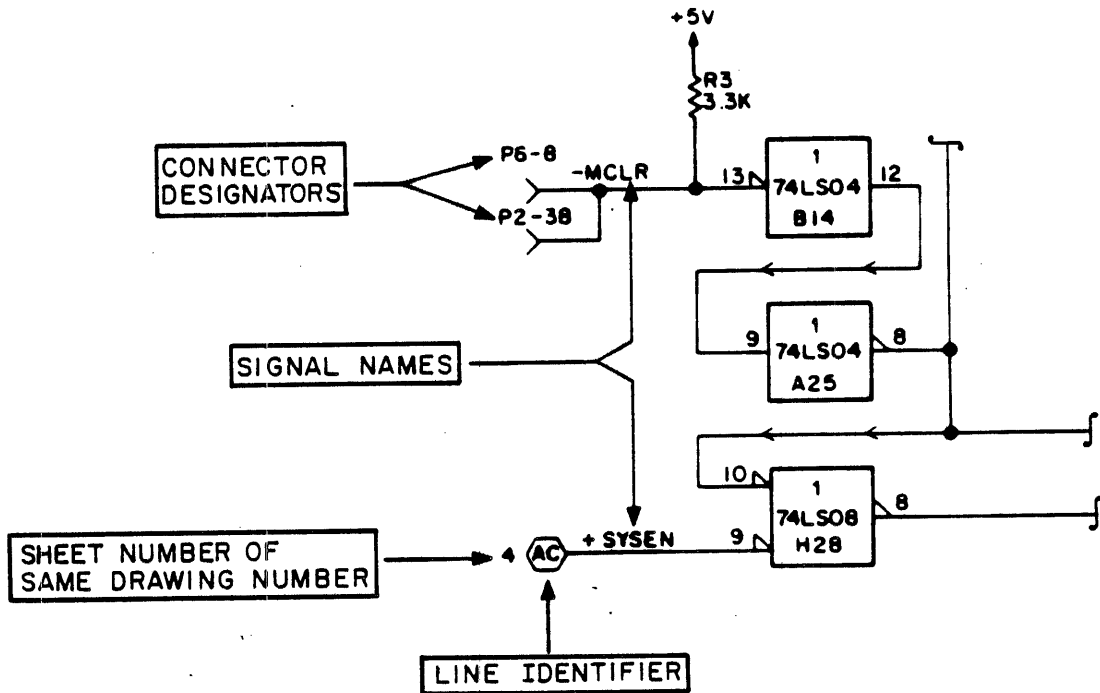 +5V
R3
3.3K
CONNECTOR
DESIGNATORS
P6-8
-MCLR
P2-38
13
1
74LS04
B14
12
9
1
74LS04
A25
8
SIGNAL NAMES
10
1
74LS08
H28
8
9
SHEET NUMBER OF
SAME DRAWING NUMBER
4
AC
+ SYSEN
LINE IDENTIFIER